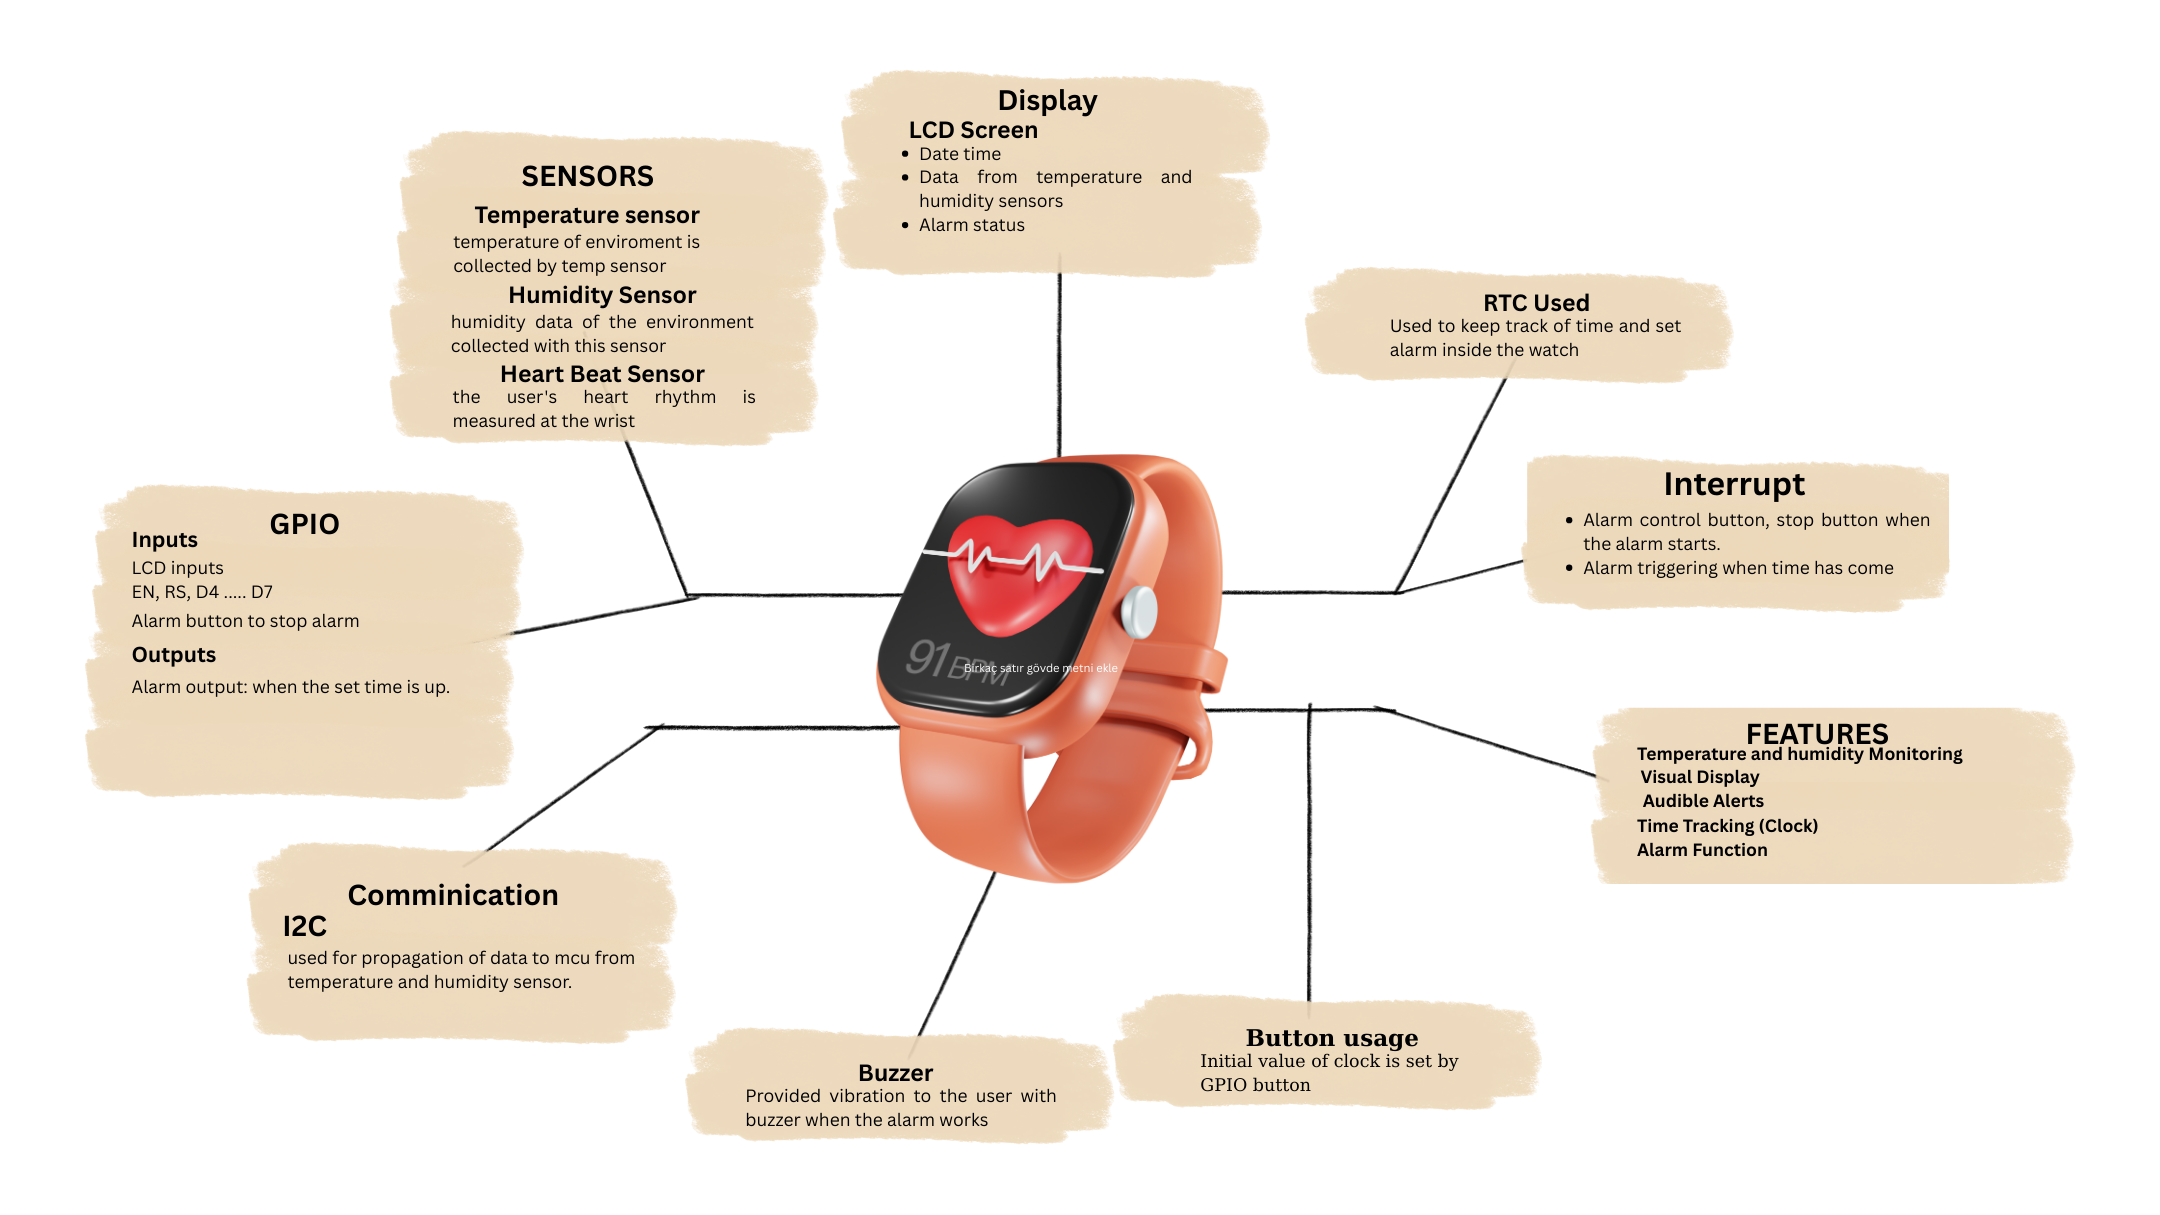 Display
LCD Screen
• Date time
• Data from temperature and
humidity sensors
• Alarm status
SENSORS
Temperature sensor
temperature of enviroment is
collected by temp sensor
Humidity Sensor
humidity data of the environment
collected with this sensor
Heart Beat Sensor
the user's heart rhythm is
measured at the wrist
RTC Used
Used to keep track of time and set
alarm inside the watch
Interrupt
• Alarm control button, stop button when
the alarm starts.
• Alarm triggering when time has come
GPIO
Inputs
LCD inputs
EN, RS, D4 ..... D7
Alarm button to stop alarm
Outputs
Alarm output: when the set time is up.
91 BPM
Birkaç satır gövde metni ekle
FEATURES
Temperature and humidity Monitoring
Visual Display
Audible Alerts
Time Tracking (Clock)
Alarm Function
Comminication
I2C
used for propagation of data to mcu from
temperature and humidity sensor.
Buzzer
Provided vibration to the user with
buzzer when the alarm works
Button usage
Initial value of clock is set by
GPIO button